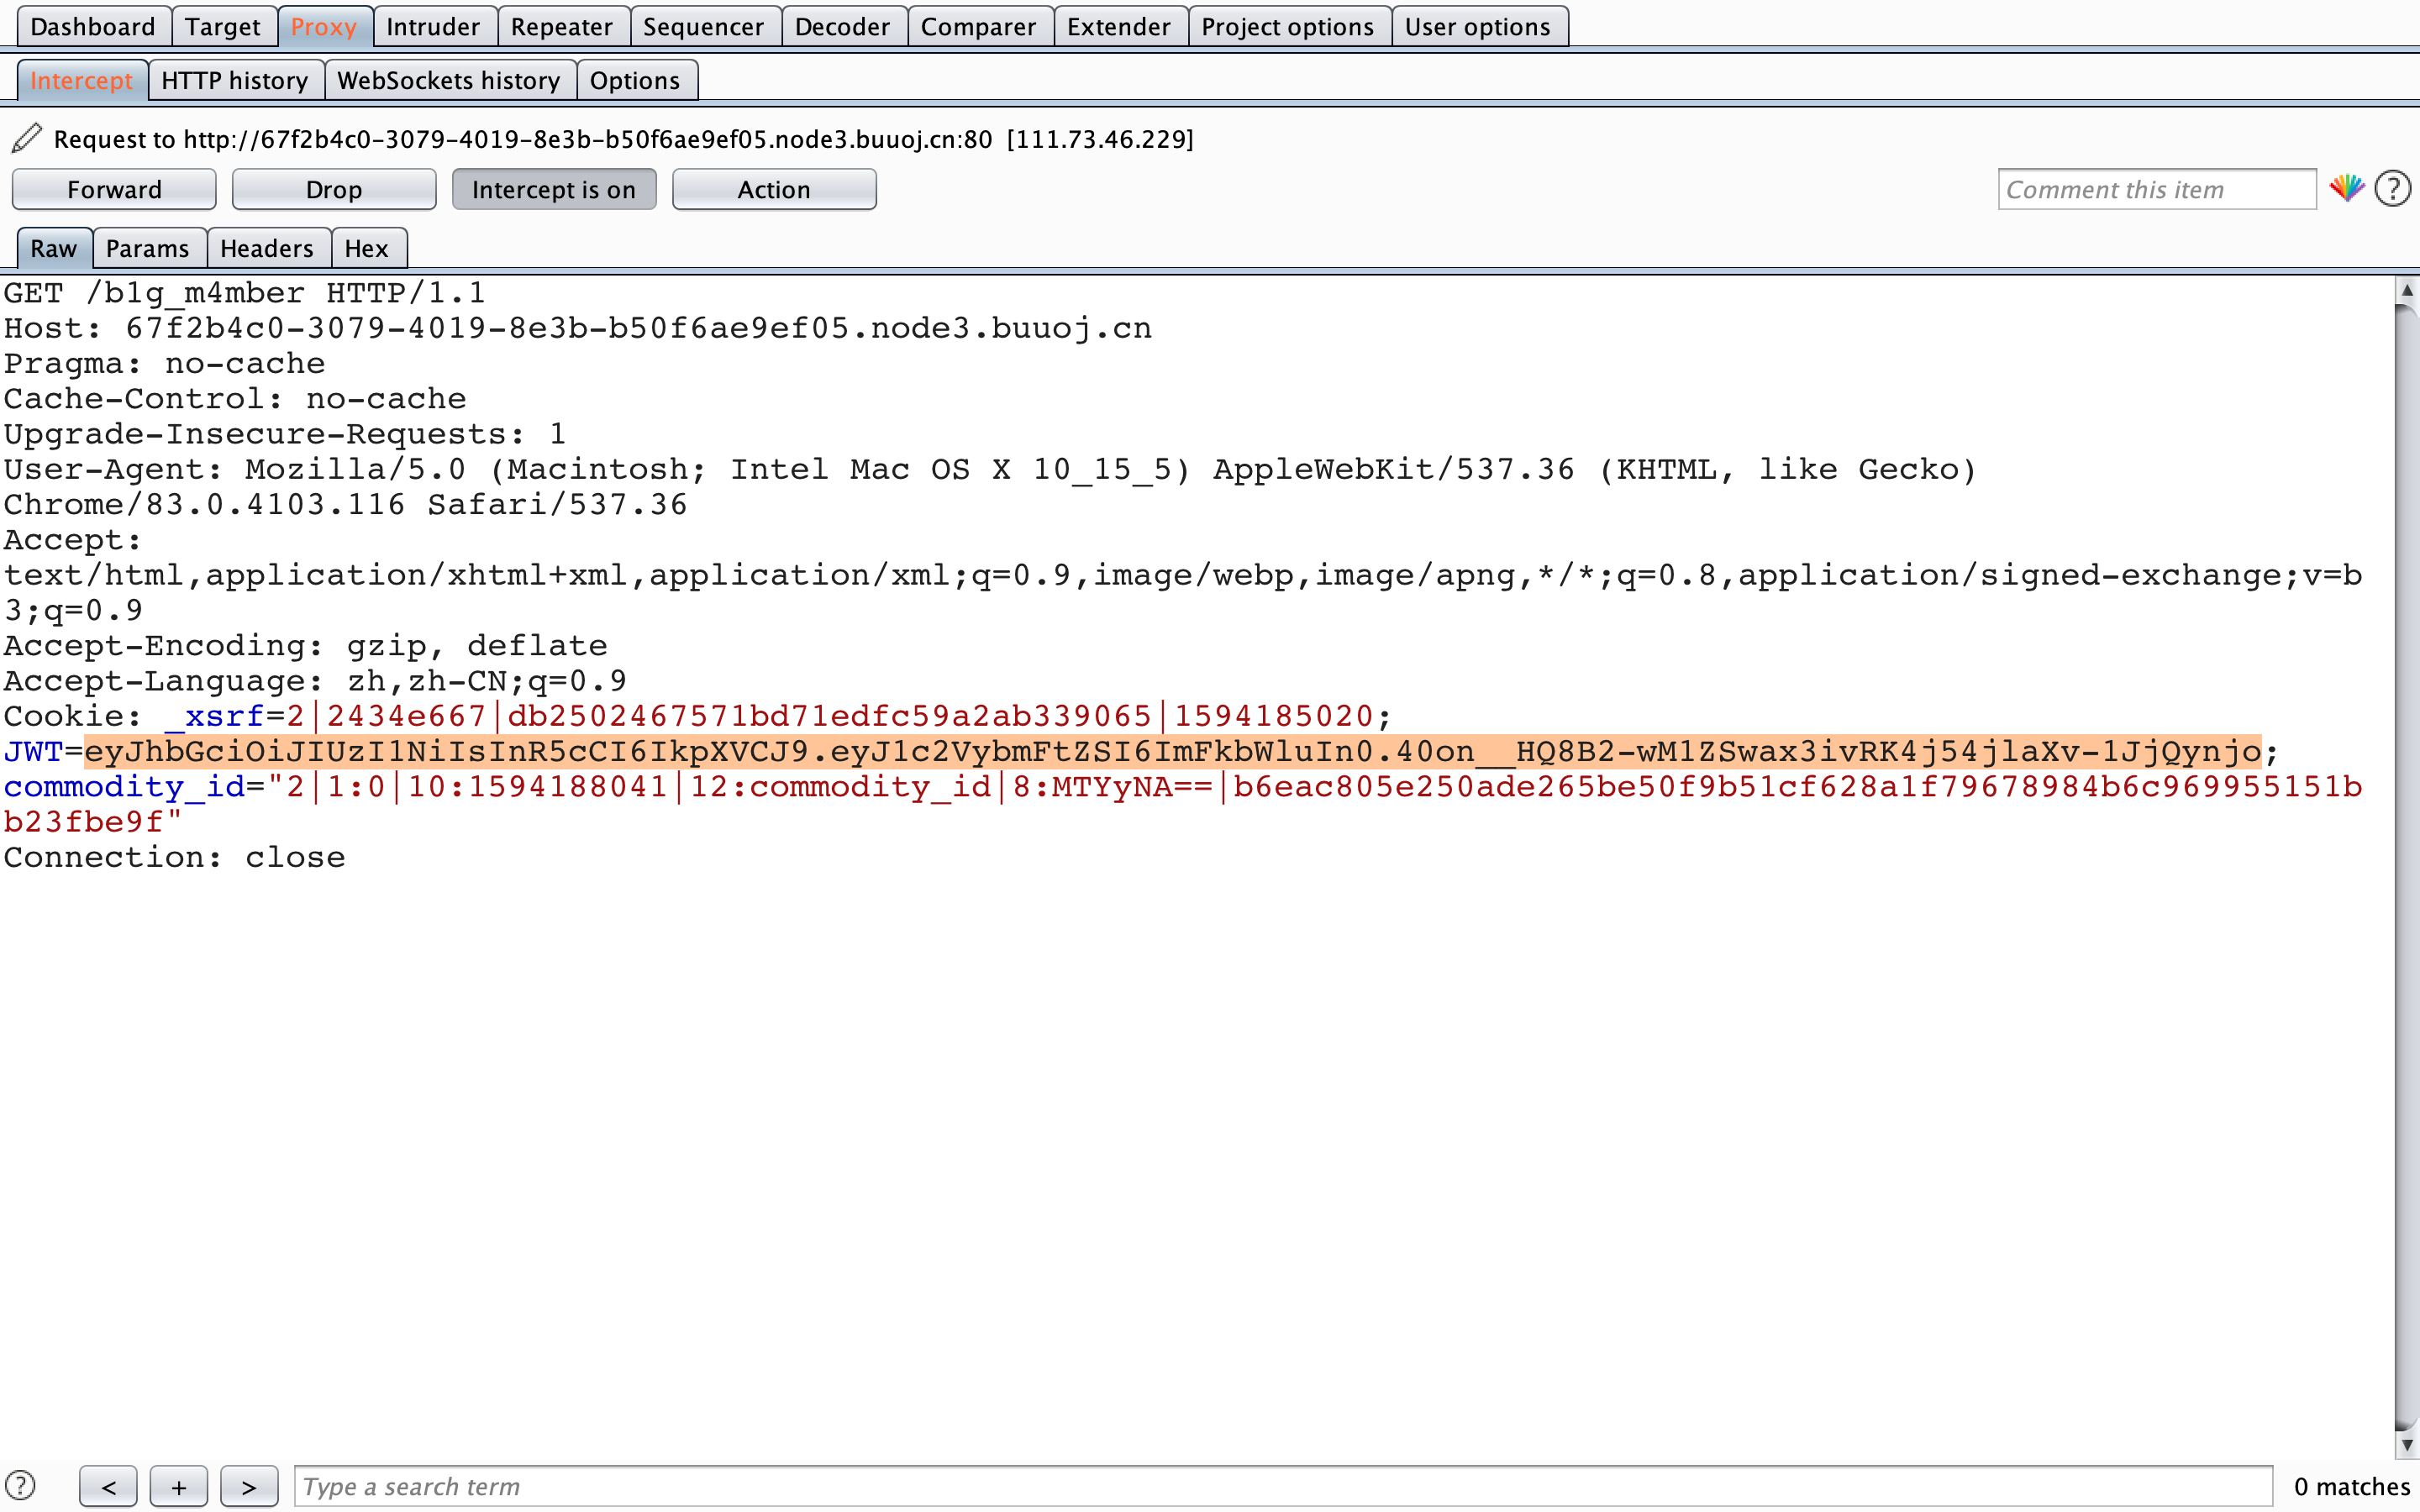 Dashboard Target Proxy Intruder Repeater Sequencer Decoder Comparer Extender Project options User options
Intercept HTTP history WebSockets history Options
Request to http://67f2b4c0-3079-4019-8e3b-b50f6ae9ef05.node3.buuoj.cn:80 [111.73.46.229]
Forward Drop Intercept is on Action Comment this item ?
Raw Params Headers Hex
GET /b1g_m4mber HTTP/1.1
Host: 67f2b4c0-3079-4019-8e3b-b50f6ae9ef05.node3.buuoj.cn
Pragma: no-cache
Cache-Control: no-cache
Upgrade-Insecure-Requests: 1
User-Agent: Mozilla/5.0 (Macintosh; Intel Mac OS X 10_15_5) AppleWebKit/537.36 (KHTML, like Gecko)
Chrome/83.0.4103.116 Safari/537.36
Accept:
text/html,application/xhtml+xml,application/xml;q=0.9,image/webp,image/apng,*/*;q=0.8,application/signed-exchange;v=b
3;q=0.9
Accept-Encoding: gzip, deflate
Accept-Language: zh,zh-CN;q=0.9
Cookie: _xsrf=2|2434e667|db2502467571bd71edfc59a2ab339065|1594185020;
JWT=eyJhbGciOiJIUzI1NiIsInR5cCI6IkpXVCJ9.eyJ1c2VybmFtZSI6ImFkbWluIn0.40on__HQ8B2-wM1ZSwax3ivRK4j54jlaXv-1JjQynjo;
commodity_id="2|1:0|10:1594188041|12:commodity_id|8:MTYyNA==|b6eac805e250ade265be50f9b51cf628a1f79678984b6c969955151b
b23fbe9f"
Connection: close
? < + > Type a search term 0 matches